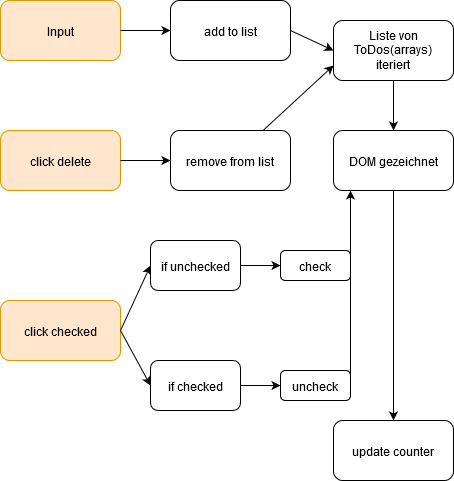 Input
add to list
Liste von
ToDos(arrays)
iteriert
click delete
remove from list
DOM gezeichnet
if unchecked
check
click checked
if checked
uncheck
update counter